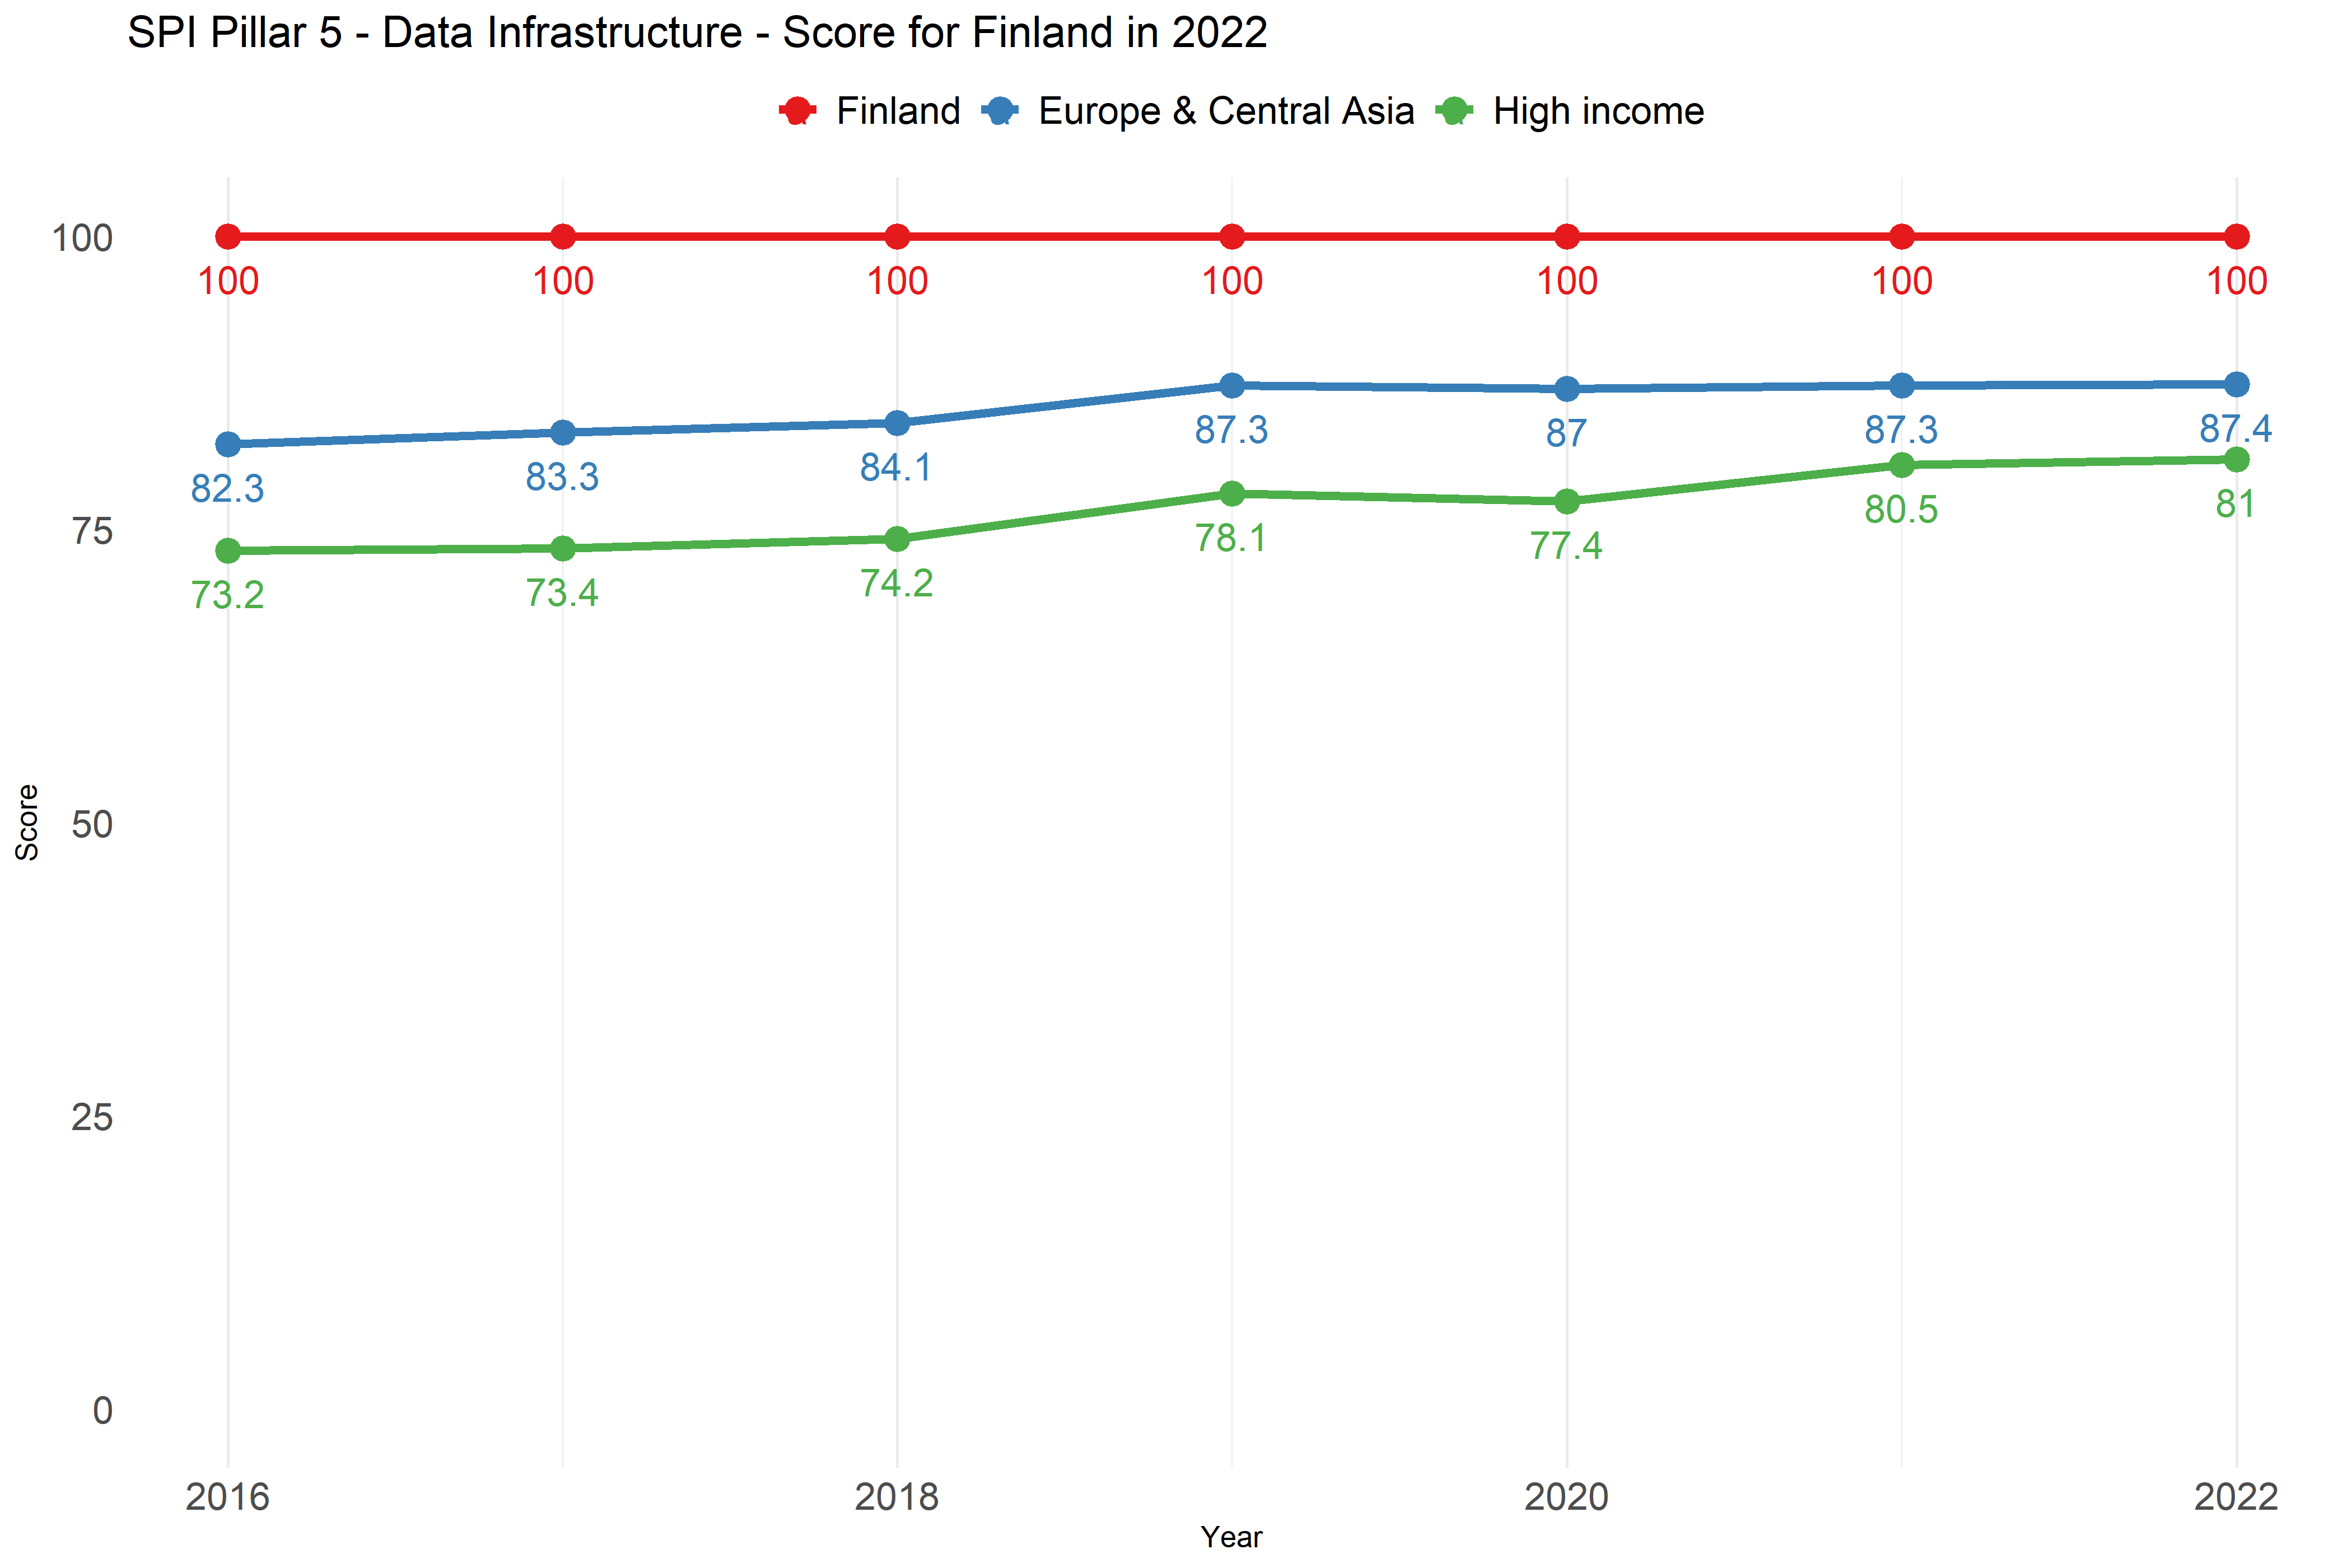 SPI Pillar 5 - Data Infrastructure - Score for Finland in 2022
Finland Europe & Central Asia High income
100
100 100 100 100 100 100 100
87.3 87 87.3 87.4
82.3 83.3 84.1
75
78.1 77.4 80.5 81
73.2 73.4 74.2
Score
50
25
0
2016 2018 2020 2022
Year